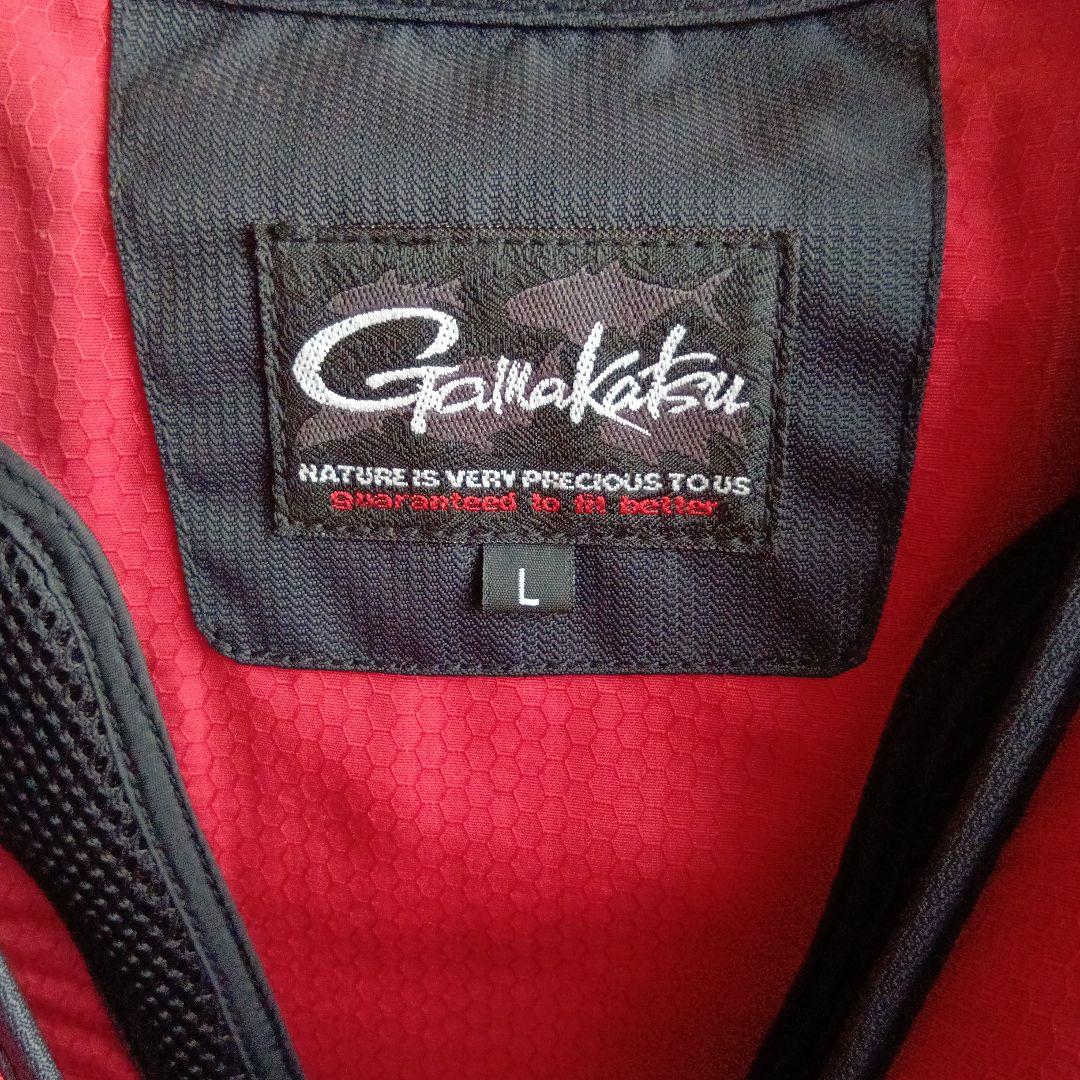 Gamakatsu
NATURE IS VERY PRECIOUS TO US
Guaranteed to fit better
L